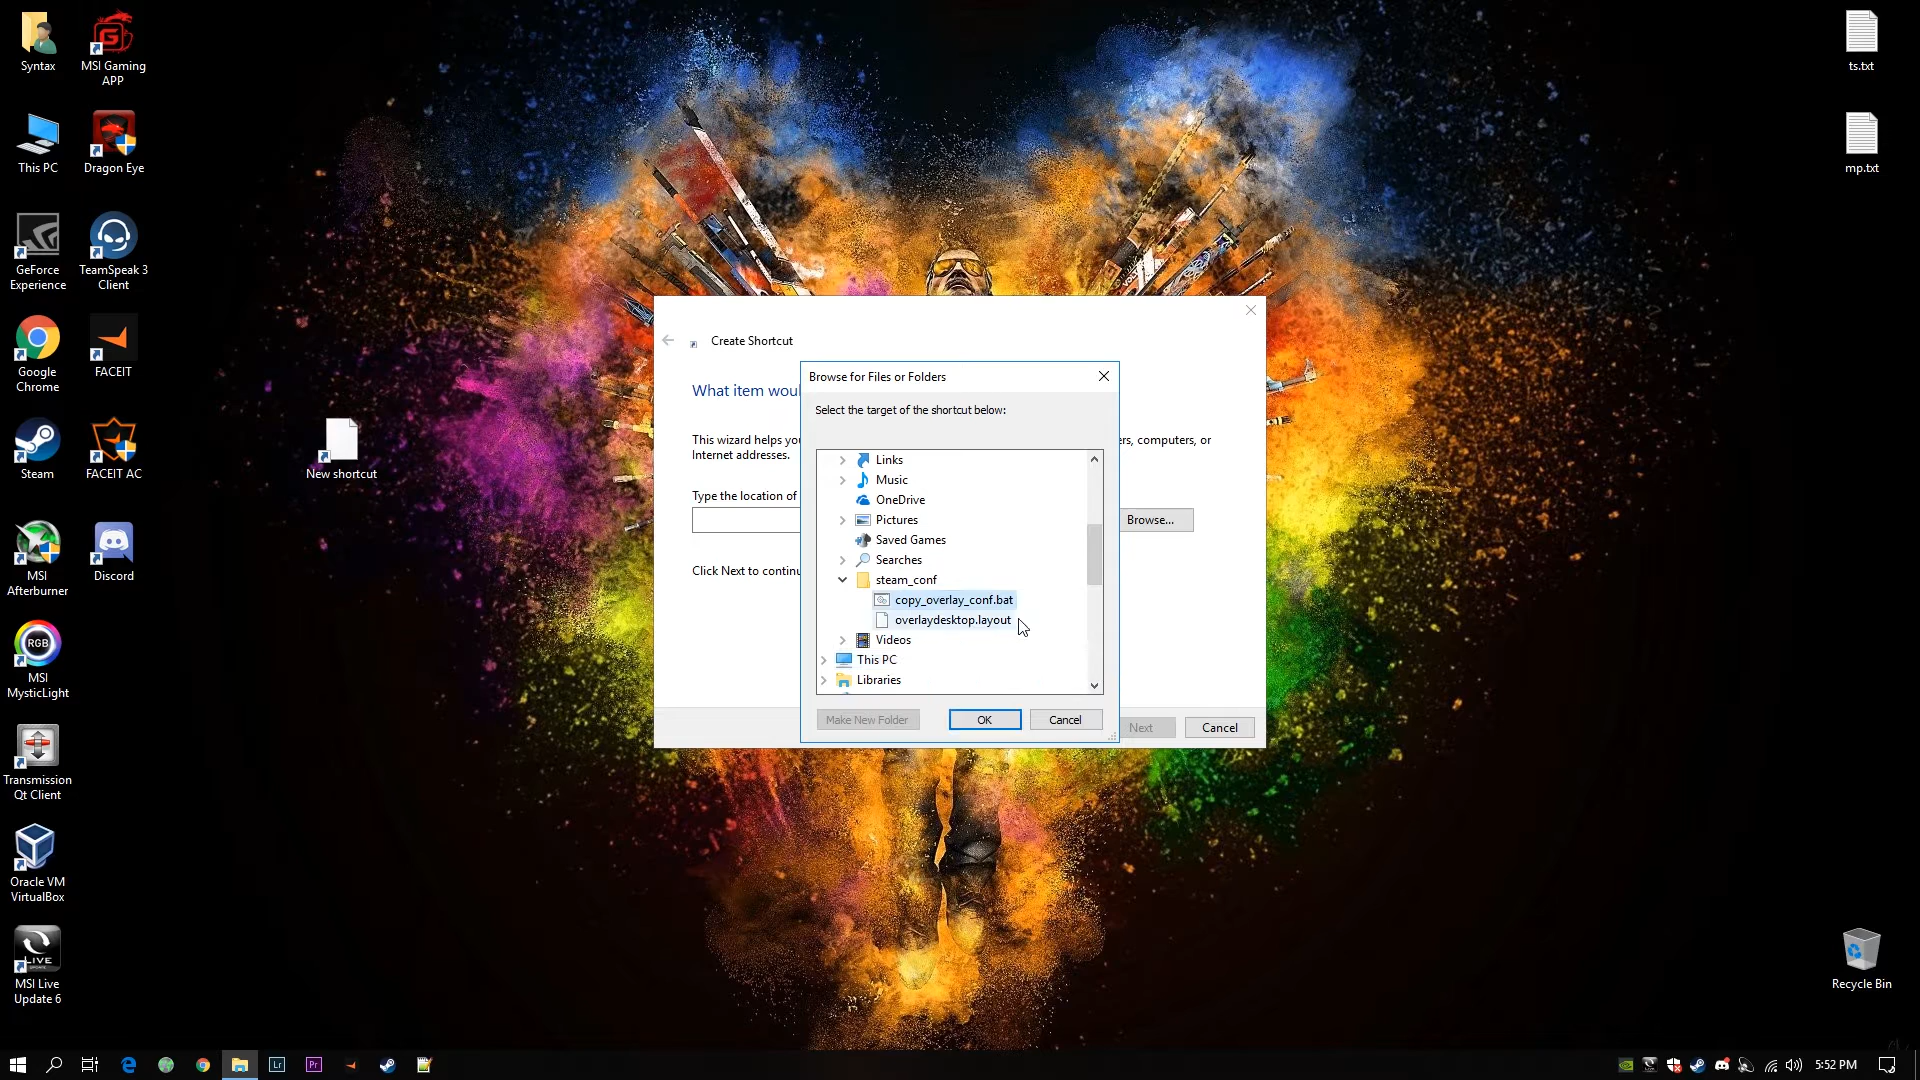 Syntax
MSI Gaming
APP
This PC
Dragon Eye
GeForce
Experience
TeamSpeak 3
Client
Google
Chrome
FACEIT
Steam
FACEIT AC
MSI
Afterburner
Discord
RGB
MSI
MysticLight
Transmission
Qt Client
Oracle VM
VirtualBox
LIVE
MSI Live
Update 6
New shortcut
ts.txt
mp.txt
Recycle Bin
Create Shortcut
What item woul
This wizard helps yo
ers, computers, or
Internet addresses.
Type the location of
Browse...
Click Next to continu
Next
Cancel
Browse for Files or Folders
Select the target of the shortcut below:
Links
Music
OneDrive
Pictures
Saved Games
Searches
steam_conf
copy_overlay_conf.bat
overlaydesktop.layout
Videos
This PC
Libraries
Make New Folder
OK
Cancel
Lr
Pr
5:52 PM